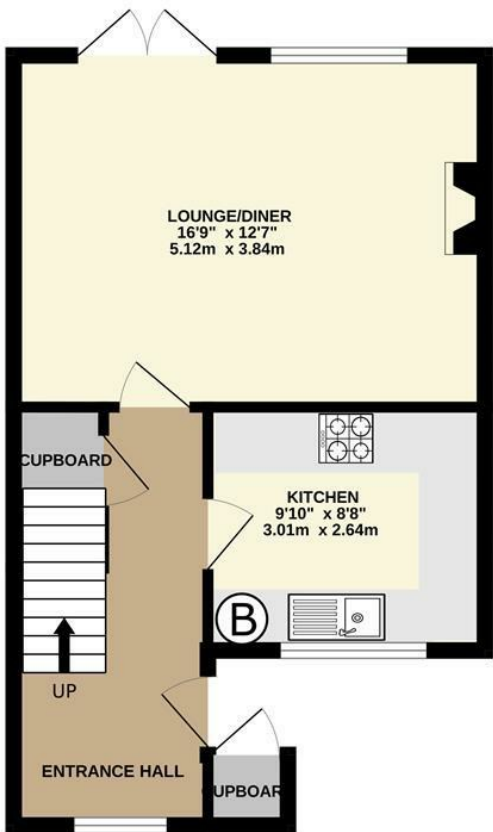 LOUNGE/DINER
16'9" x 12'7"
5.12m x 3.84m
CUPBOARD
KITCHEN
9'10" x 8'8"
3.01m x 2.64m
B
UP
ENTRANCE HALL
CUPBOARD